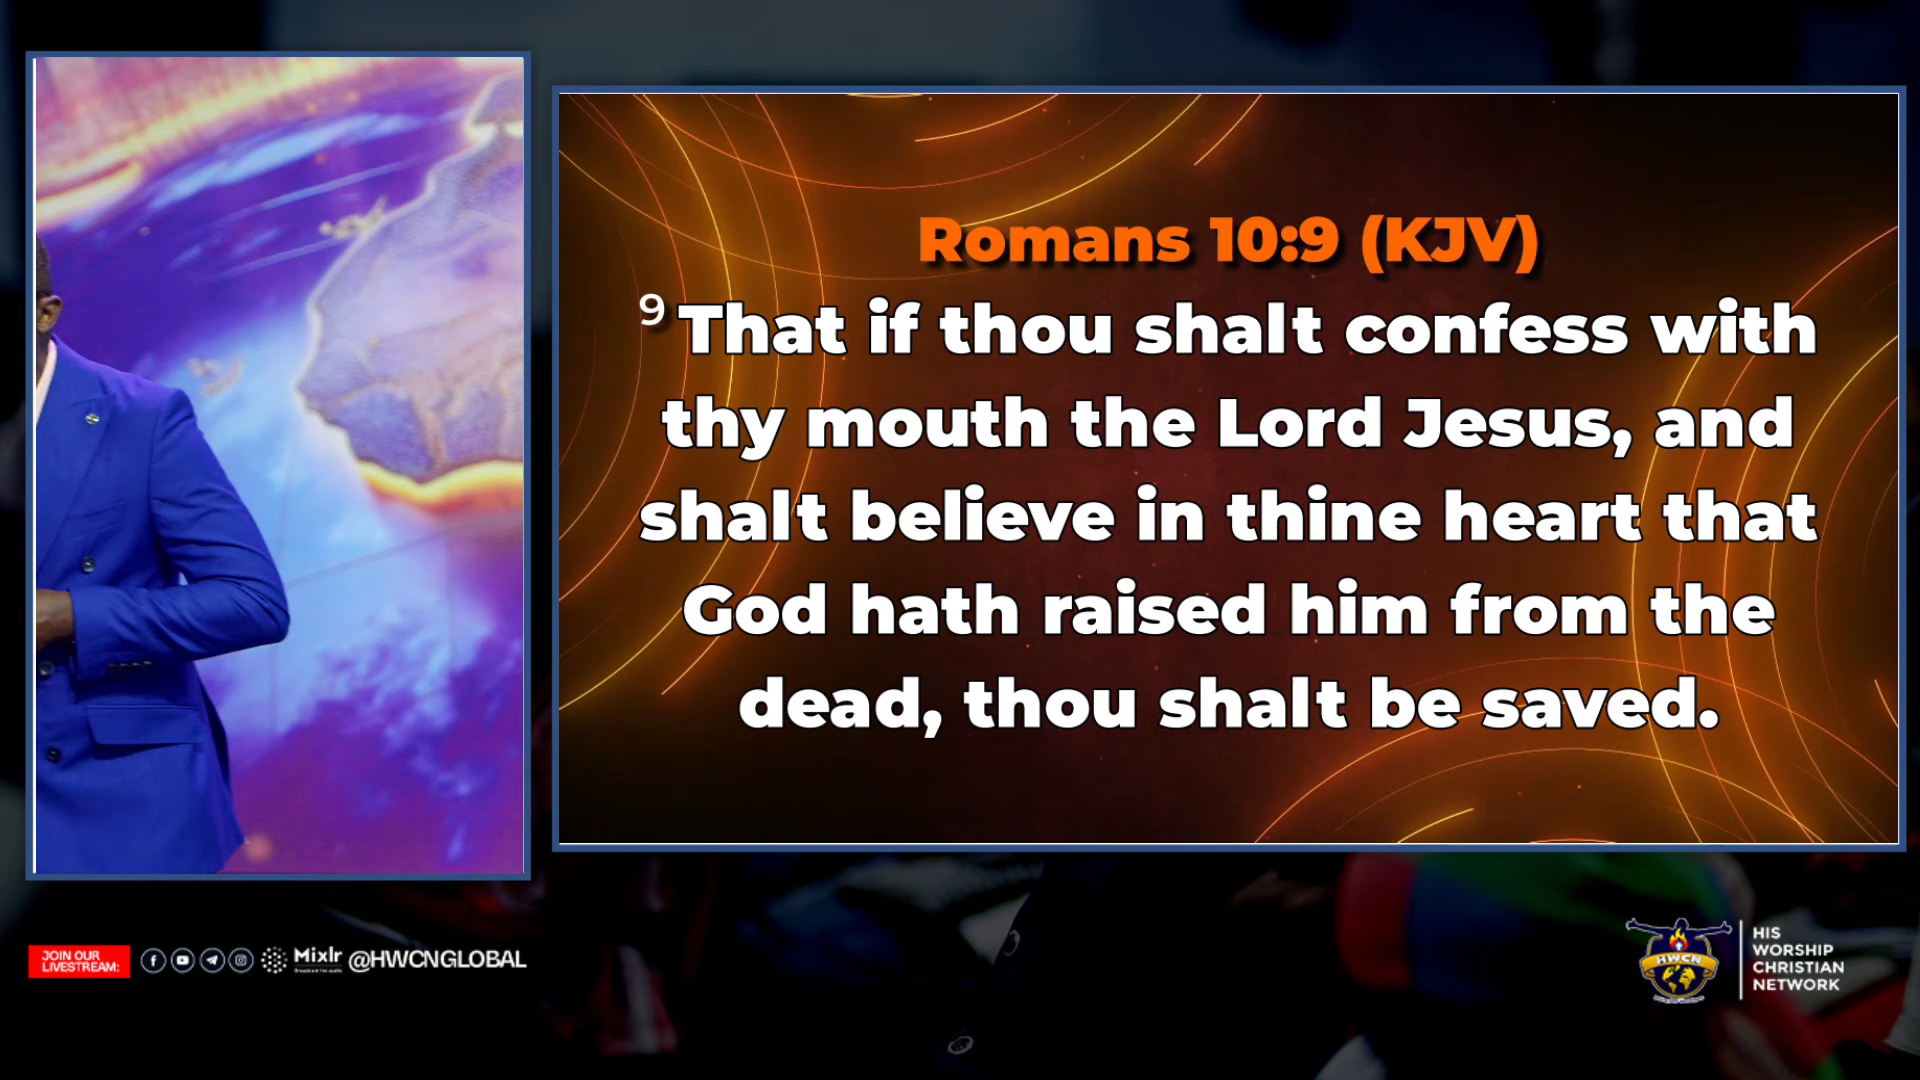 Romans 10:9 (KJV)
9 That if thou shalt confess with
thy mouth the Lord Jesus, and
shalt believe in thine heart that
God hath raised him from the
dead, thou shalt be saved.
JOIN OUR
LIVESTREAM:
Mixlr
@HWCNGLOBAL
HWCN
HIS
WORSHIP
CHRISTIAN
NETWORK